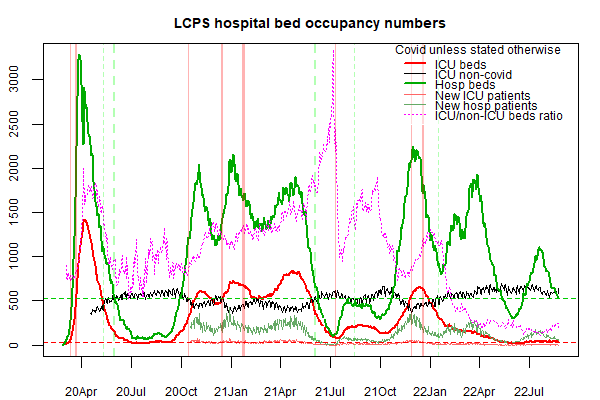 LCPS hospital bed occupancy numbers
Covid unless stated otherwise
ICU beds
ICU non-covid
Hosp beds
New ICU patients
New hosp patients
ICU/non-ICU beds ratio
3000
2500
2000
1500
1000
500
0
20Apr 20Jul 20Oct 21Jan 21Apr 21Jul 21Oct 22Jan 22Apr 22Jul